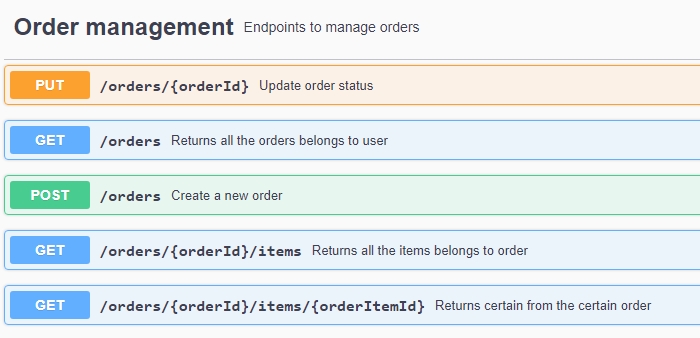 Order management Endpoints to manage orders
PUT /orders/{orderId} Update order status
GET /orders Returns all the orders belongs to user
POST /orders Create a new order
GET /orders/{orderId}/items Returns all the items belongs to order
GET /orders/{orderId}/items/{orderItemId} Returns certain from the certain order